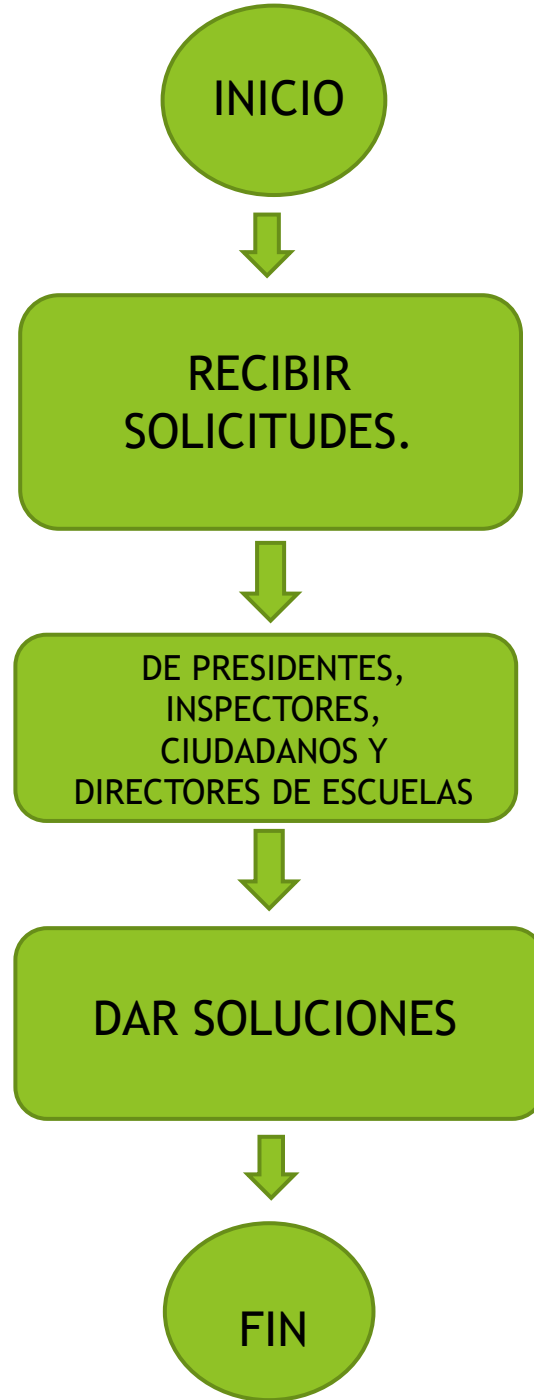 INICIO
RECIBIR
SOLICITUDES.
DE PRESIDENTES,
INSPECTORES,
CIUDADANOS Y
DIRECTORES DE ESCUELAS
DAR SOLUCIONES
FIN